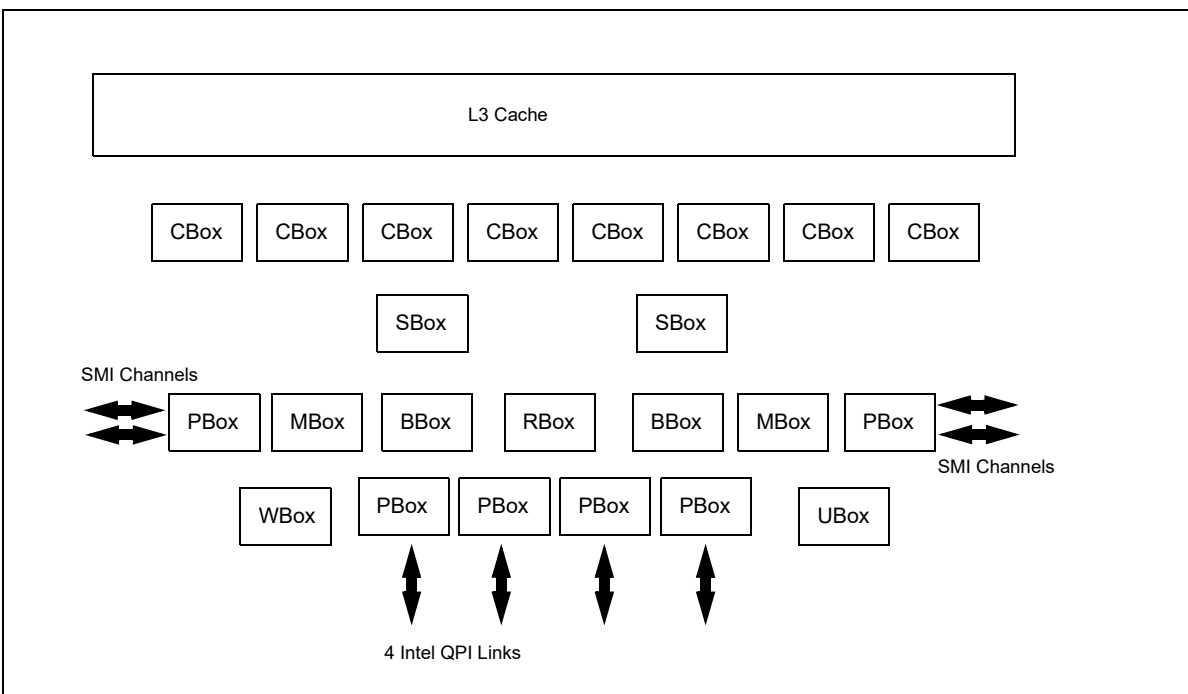 L3 Cache
CBox CBox CBox CBox CBox CBox CBox CBox
SBox SBox
SMI Channels
PBox MBox BBox RBox BBox MBox PBox
SMI Channels
WBox PBox PBox PBox PBox UBox
4 Intel QPI Links